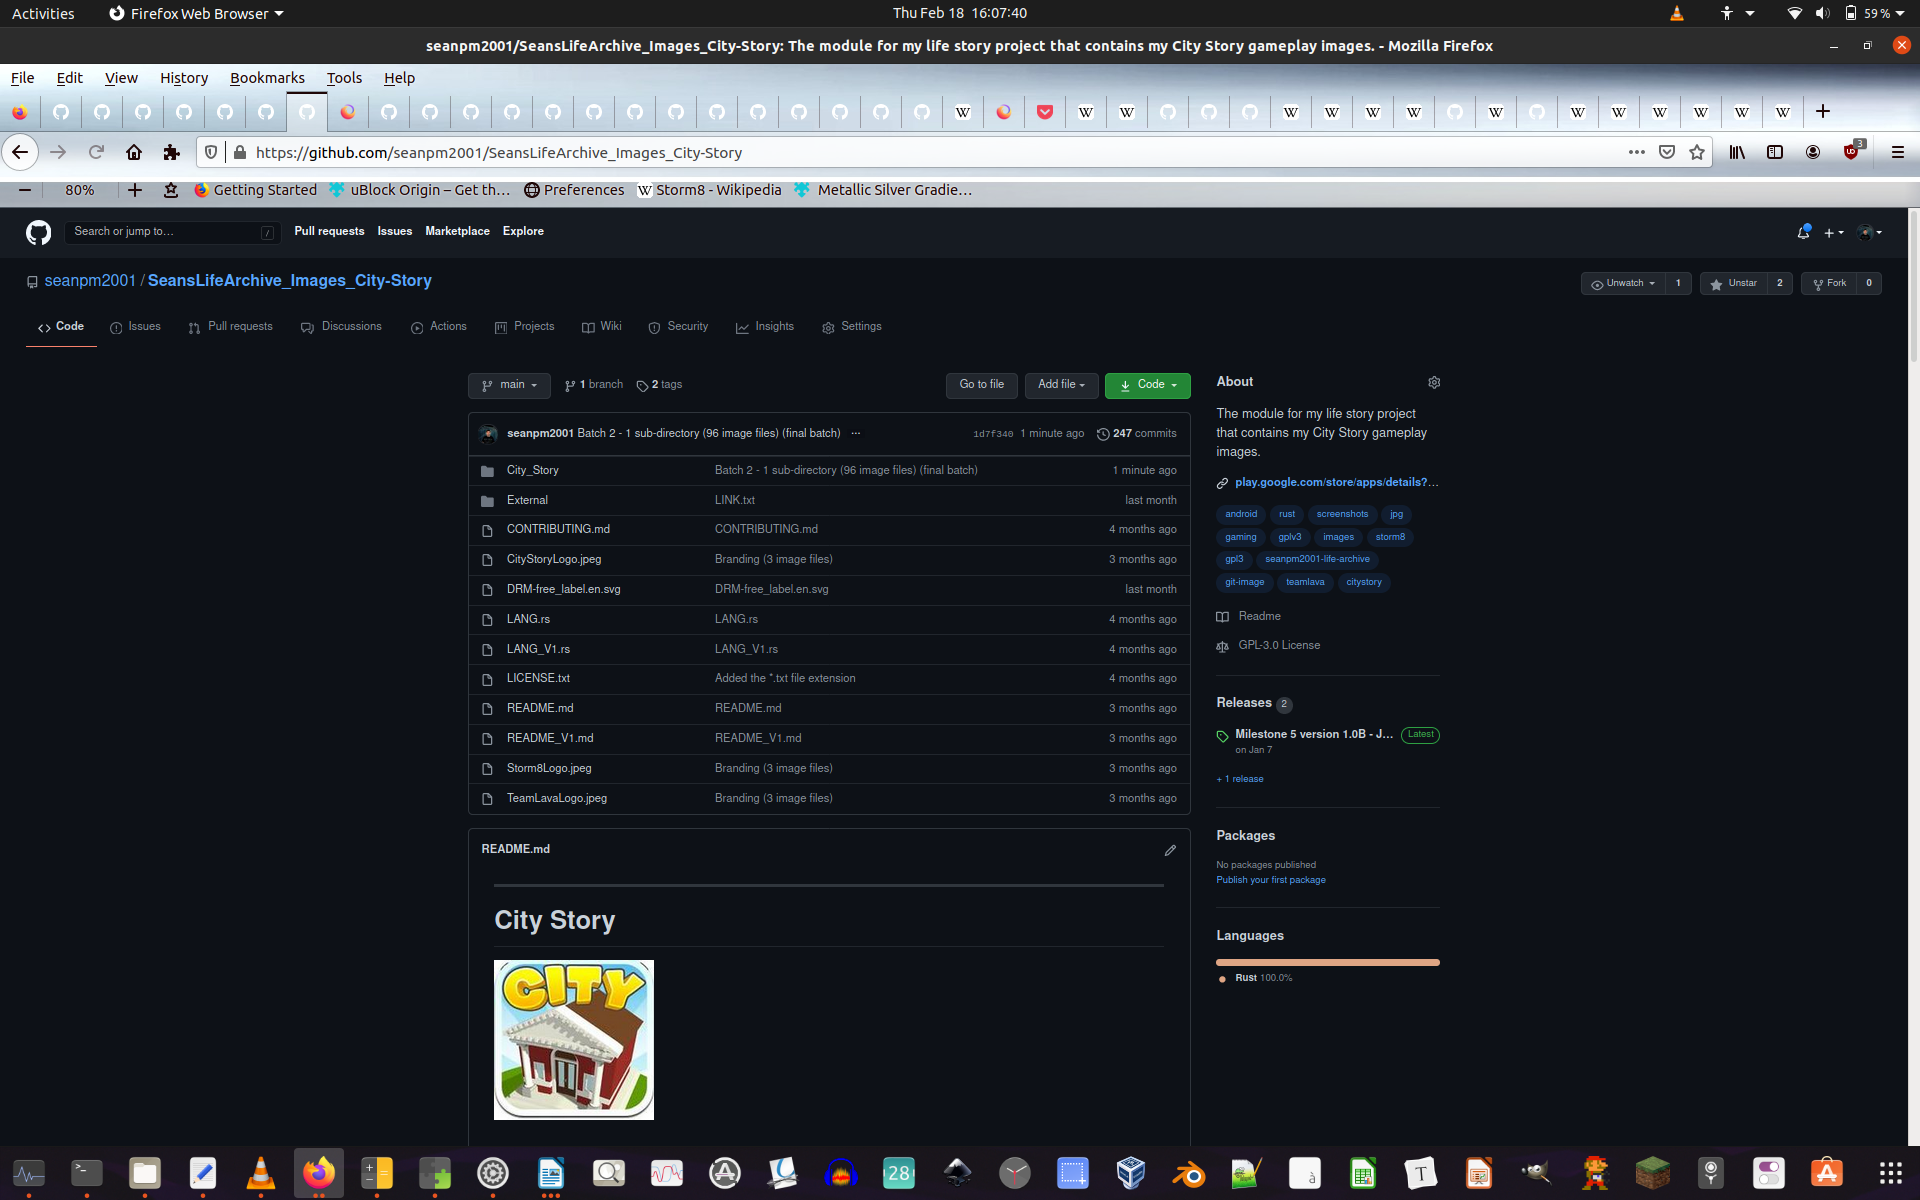 Activities
Firefox Web Browser
Thu Feb 18 16:07:40
59 %
seanpm2001/SeansLifeArchive_Images_City-Story: The module for my life story project that contains my City Story gameplay images. - Mozilla Firefox
File Edit View History Bookmarks Tools Help
https://github.com/seanpm2001/SeansLifeArchive_Images_City-Story
3
80%
Getting Started
uBlock Origin – Get th…
Preferences
Storm8 - Wikipedia
Metallic Silver Gradie…
Search or jump to…
/
Pull requests
Issues
Marketplace
Explore
seanpm2001 / SeansLifeArchive_Images_City-Story
Unwatch 1
Unstar 2
Fork 0
Code
Issues
Pull requests
Discussions
Actions
Projects
Wiki
Security
Insights
Settings
main
1 branch
2 tags
Go to file
Add file
Code
seanpm2001 Batch 2 - 1 sub-directory (96 image files) (final batch) ...
1d7f340 1 minute ago
247 commits
City_Story Batch 2 - 1 sub-directory (96 image files) (final batch) 1 minute ago
External LINK.txt last month
CONTRIBUTING.md CONTRIBUTING.md 4 months ago
CityStoryLogo.jpeg Branding (3 image files) 3 months ago
DRM-free_label.en.svg DRM-free_label.en.svg last month
LANG.rs LANG.rs 4 months ago
LANG_V1.rs LANG_V1.rs 4 months ago
LICENSE.txt Added the *.txt file extension 4 months ago
README.md README.md 3 months ago
README_V1.md README_V1.md 3 months ago
Storm8Logo.jpeg Branding (3 image files) 3 months ago
TeamLavaLogo.jpeg Branding (3 image files) 3 months ago
README.md
City Story
CITY
About
The module for my life story project
that contains my City Story gameplay
images.
play.google.com/store/apps/details?...
android rust screenshots jpg
gaming gplv3 images storm8
gpl3 seanpm2001-life-archive
git-image teamlava citystory
Readme
GPL-3.0 License
Releases 2
Milestone 5 version 1.0B - J... Latest
on Jan 7
+ 1 release
Packages
No packages published
Publish your first package
Languages
Rust 100.0%
28